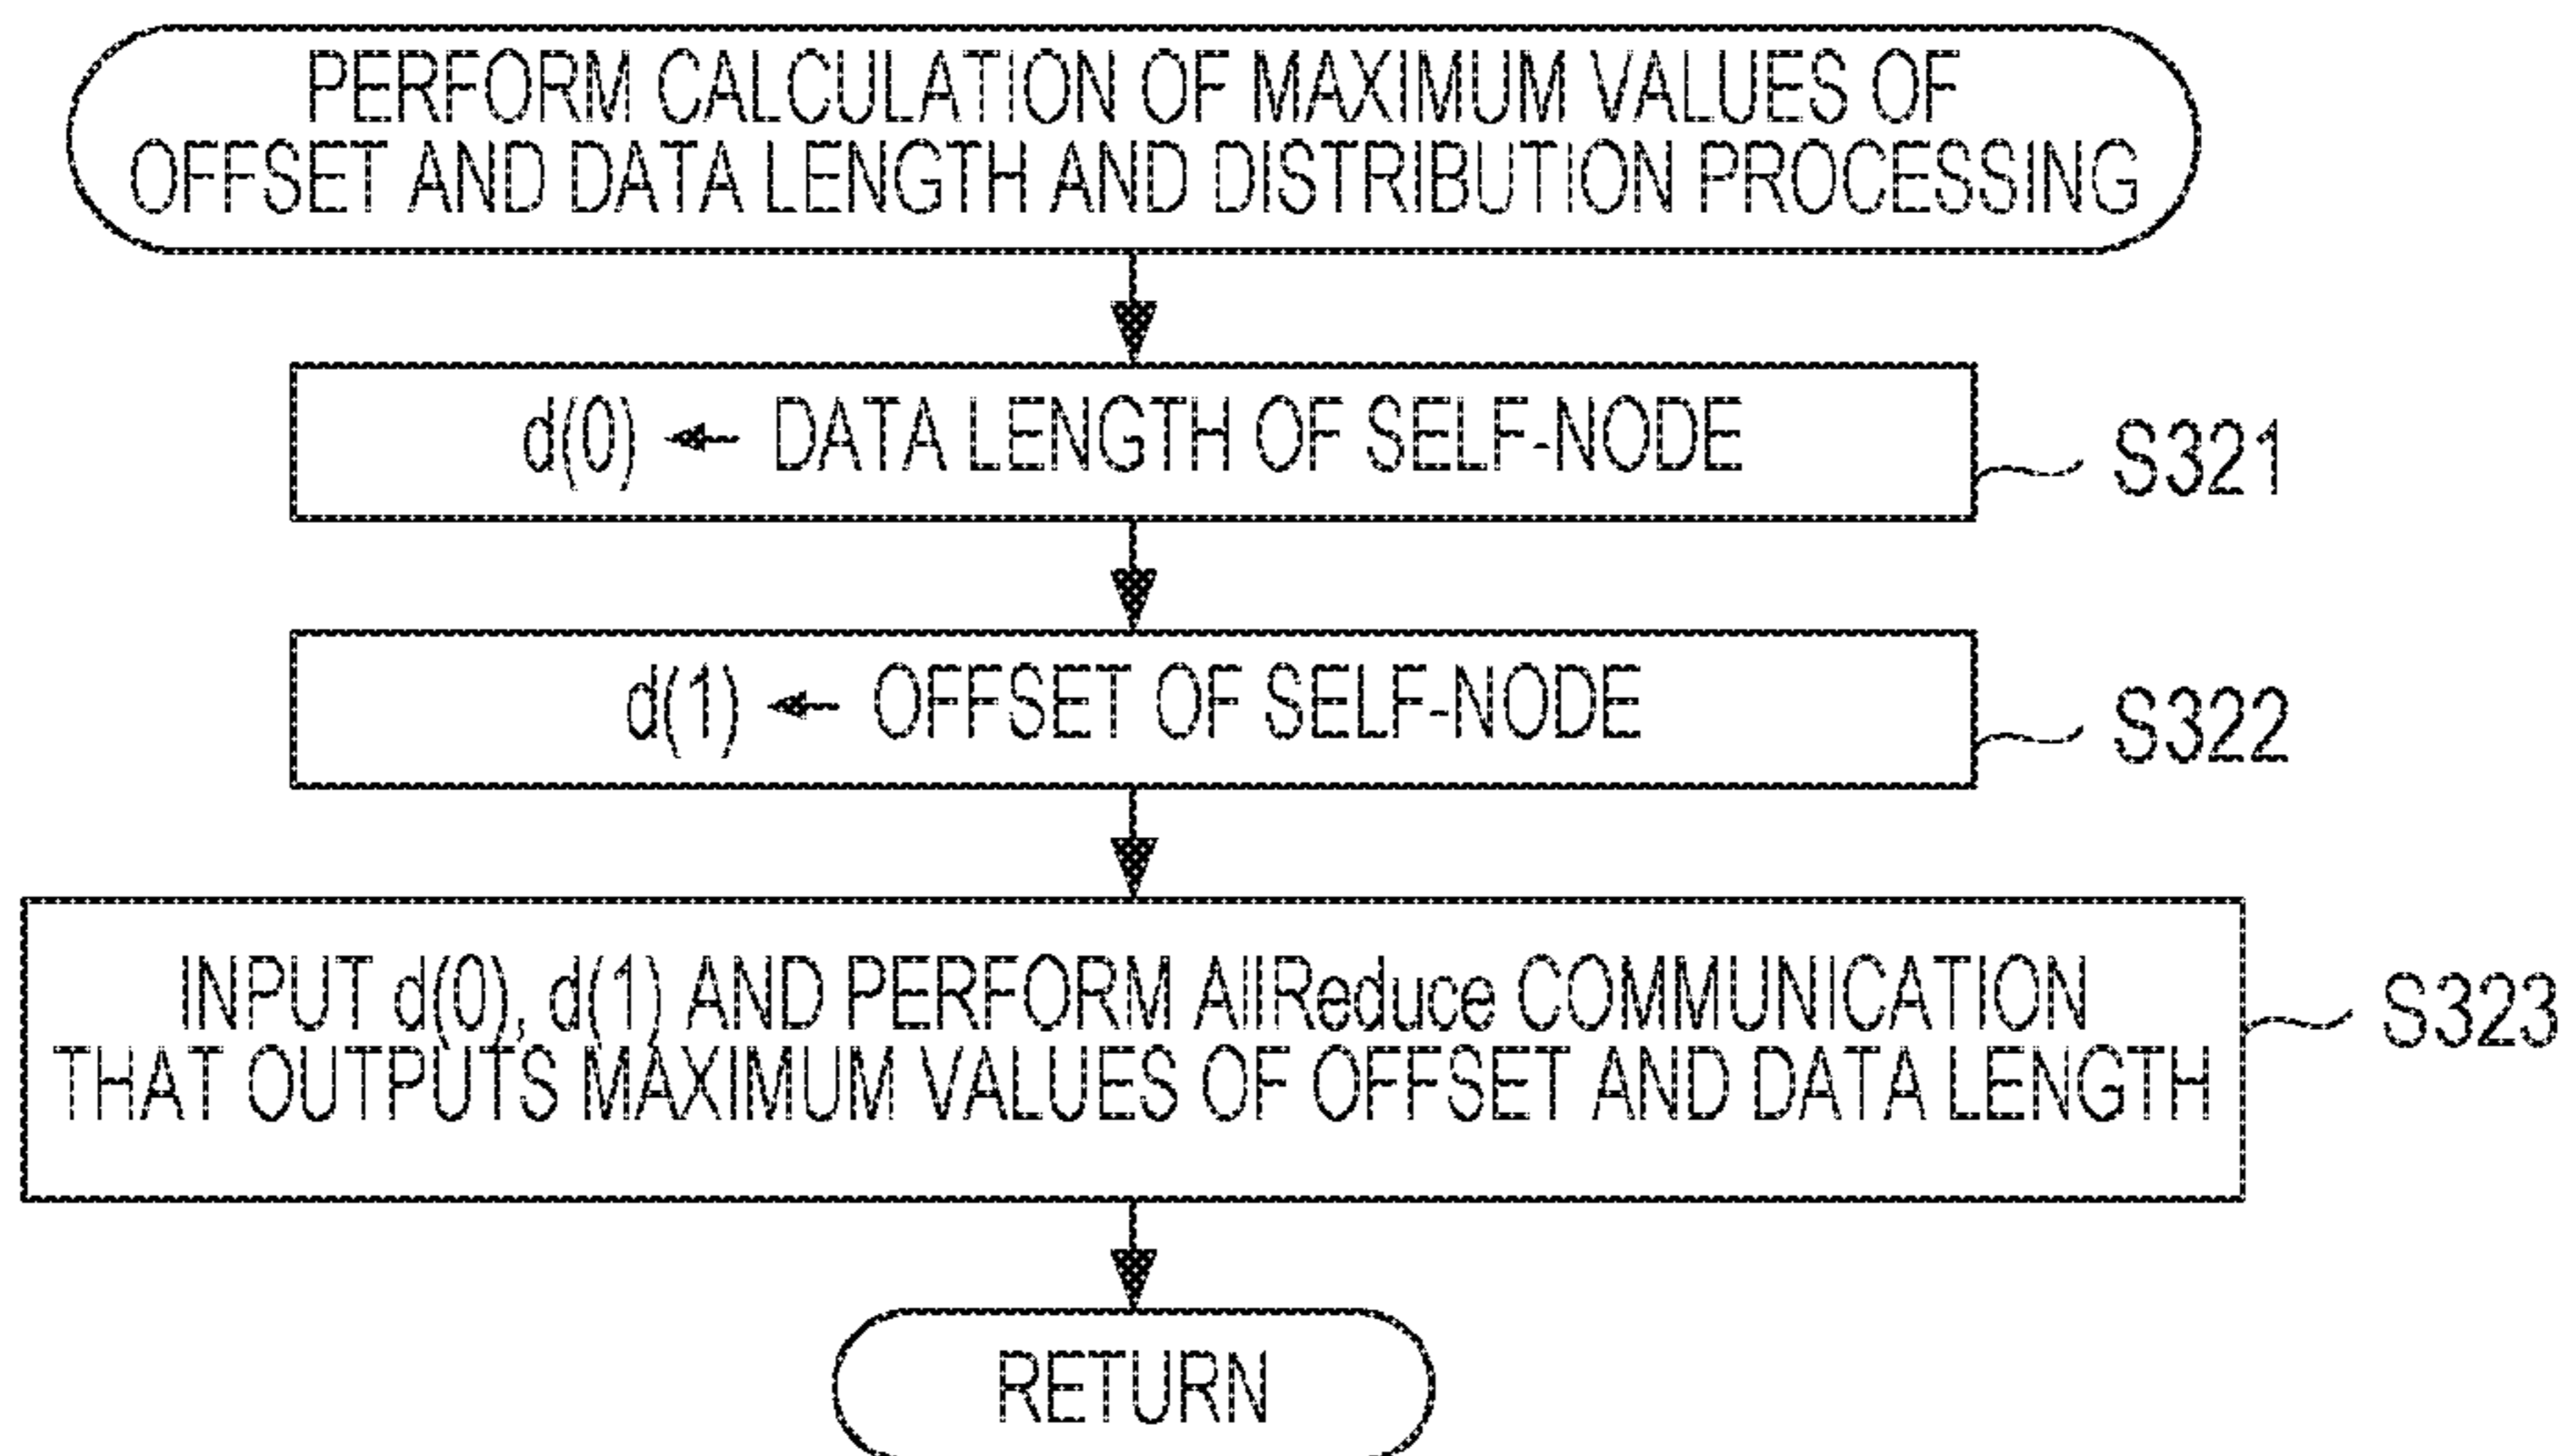 PERFORM CALCULATION OF MAXIMUM VALUES OF
OFFSET AND DATA LENGTH AND DISTRIBUTION PROCESSING
d(0) ← DATA LENGTH OF SELF-NODE
S321
d(1) ← OFFSET OF SELF-NODE
S322
INPUT d(0), d(1) AND PERFORM AllReduce COMMUNICATION
THAT OUTPUTS MAXIMUM VALUES OF OFFSET AND DATA LENGTH
S323
RETURN